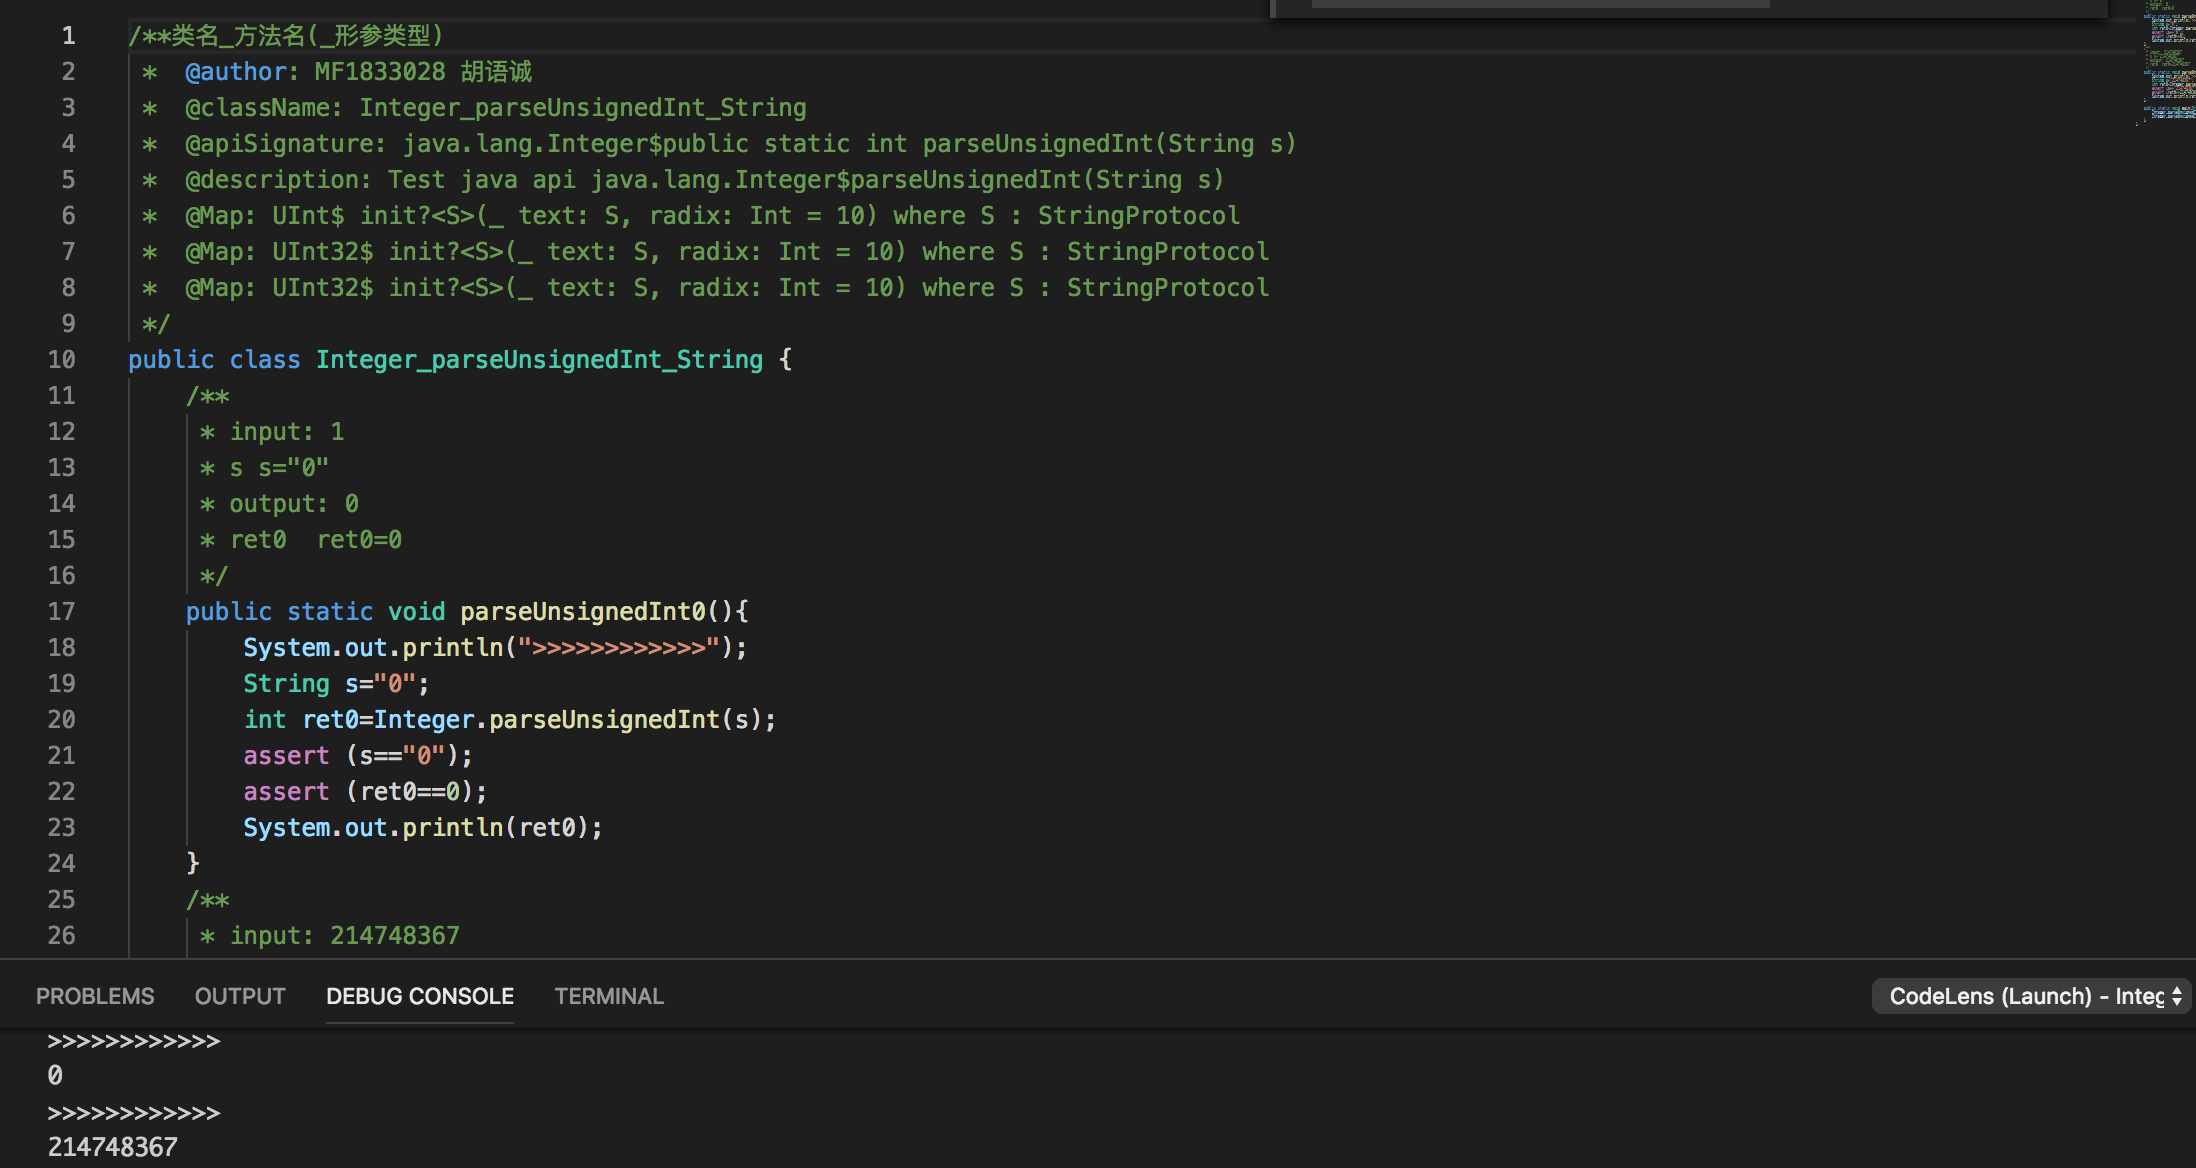 1 /**类名_方法名(_形参类型)
2 * @author: MF1833028 胡语诚
3 * @className: Integer_parseUnsignedInt_String
4 * @apiSignature: java.lang.Integer$public static int parseUnsignedInt(String s)
5 * @description: Test java api java.lang.Integer$parseUnsignedInt(String s)
6 * @Map: UInt$ init?<S>(_ text: S, radix: Int = 10) where S : StringProtocol
7 * @Map: UInt32$ init?<S>(_ text: S, radix: Int = 10) where S : StringProtocol
8 * @Map: UInt32$ init?<S>(_ text: S, radix: Int = 10) where S : StringProtocol
9 */
10 public class Integer_parseUnsignedInt_String {
11 /**
12 * input: 1
13 * s s="0"
14 * output: 0
15 * ret0  ret0=0
16 */
17 public static void parseUnsignedInt0(){
18 System.out.println(">>>>>>>>>>>>");
19 String s="0";
20 int ret0=Integer.parseUnsignedInt(s);
21 assert (s=="0");
22 assert (ret0==0);
23 System.out.println(ret0);
24 }
25 /**
26 * input: 214748367
PROBLEMS OUTPUT DEBUG CONSOLE TERMINAL CodeLens (Launch) - Integ
>>>>>>>>>>>>
0
>>>>>>>>>>>>
214748367